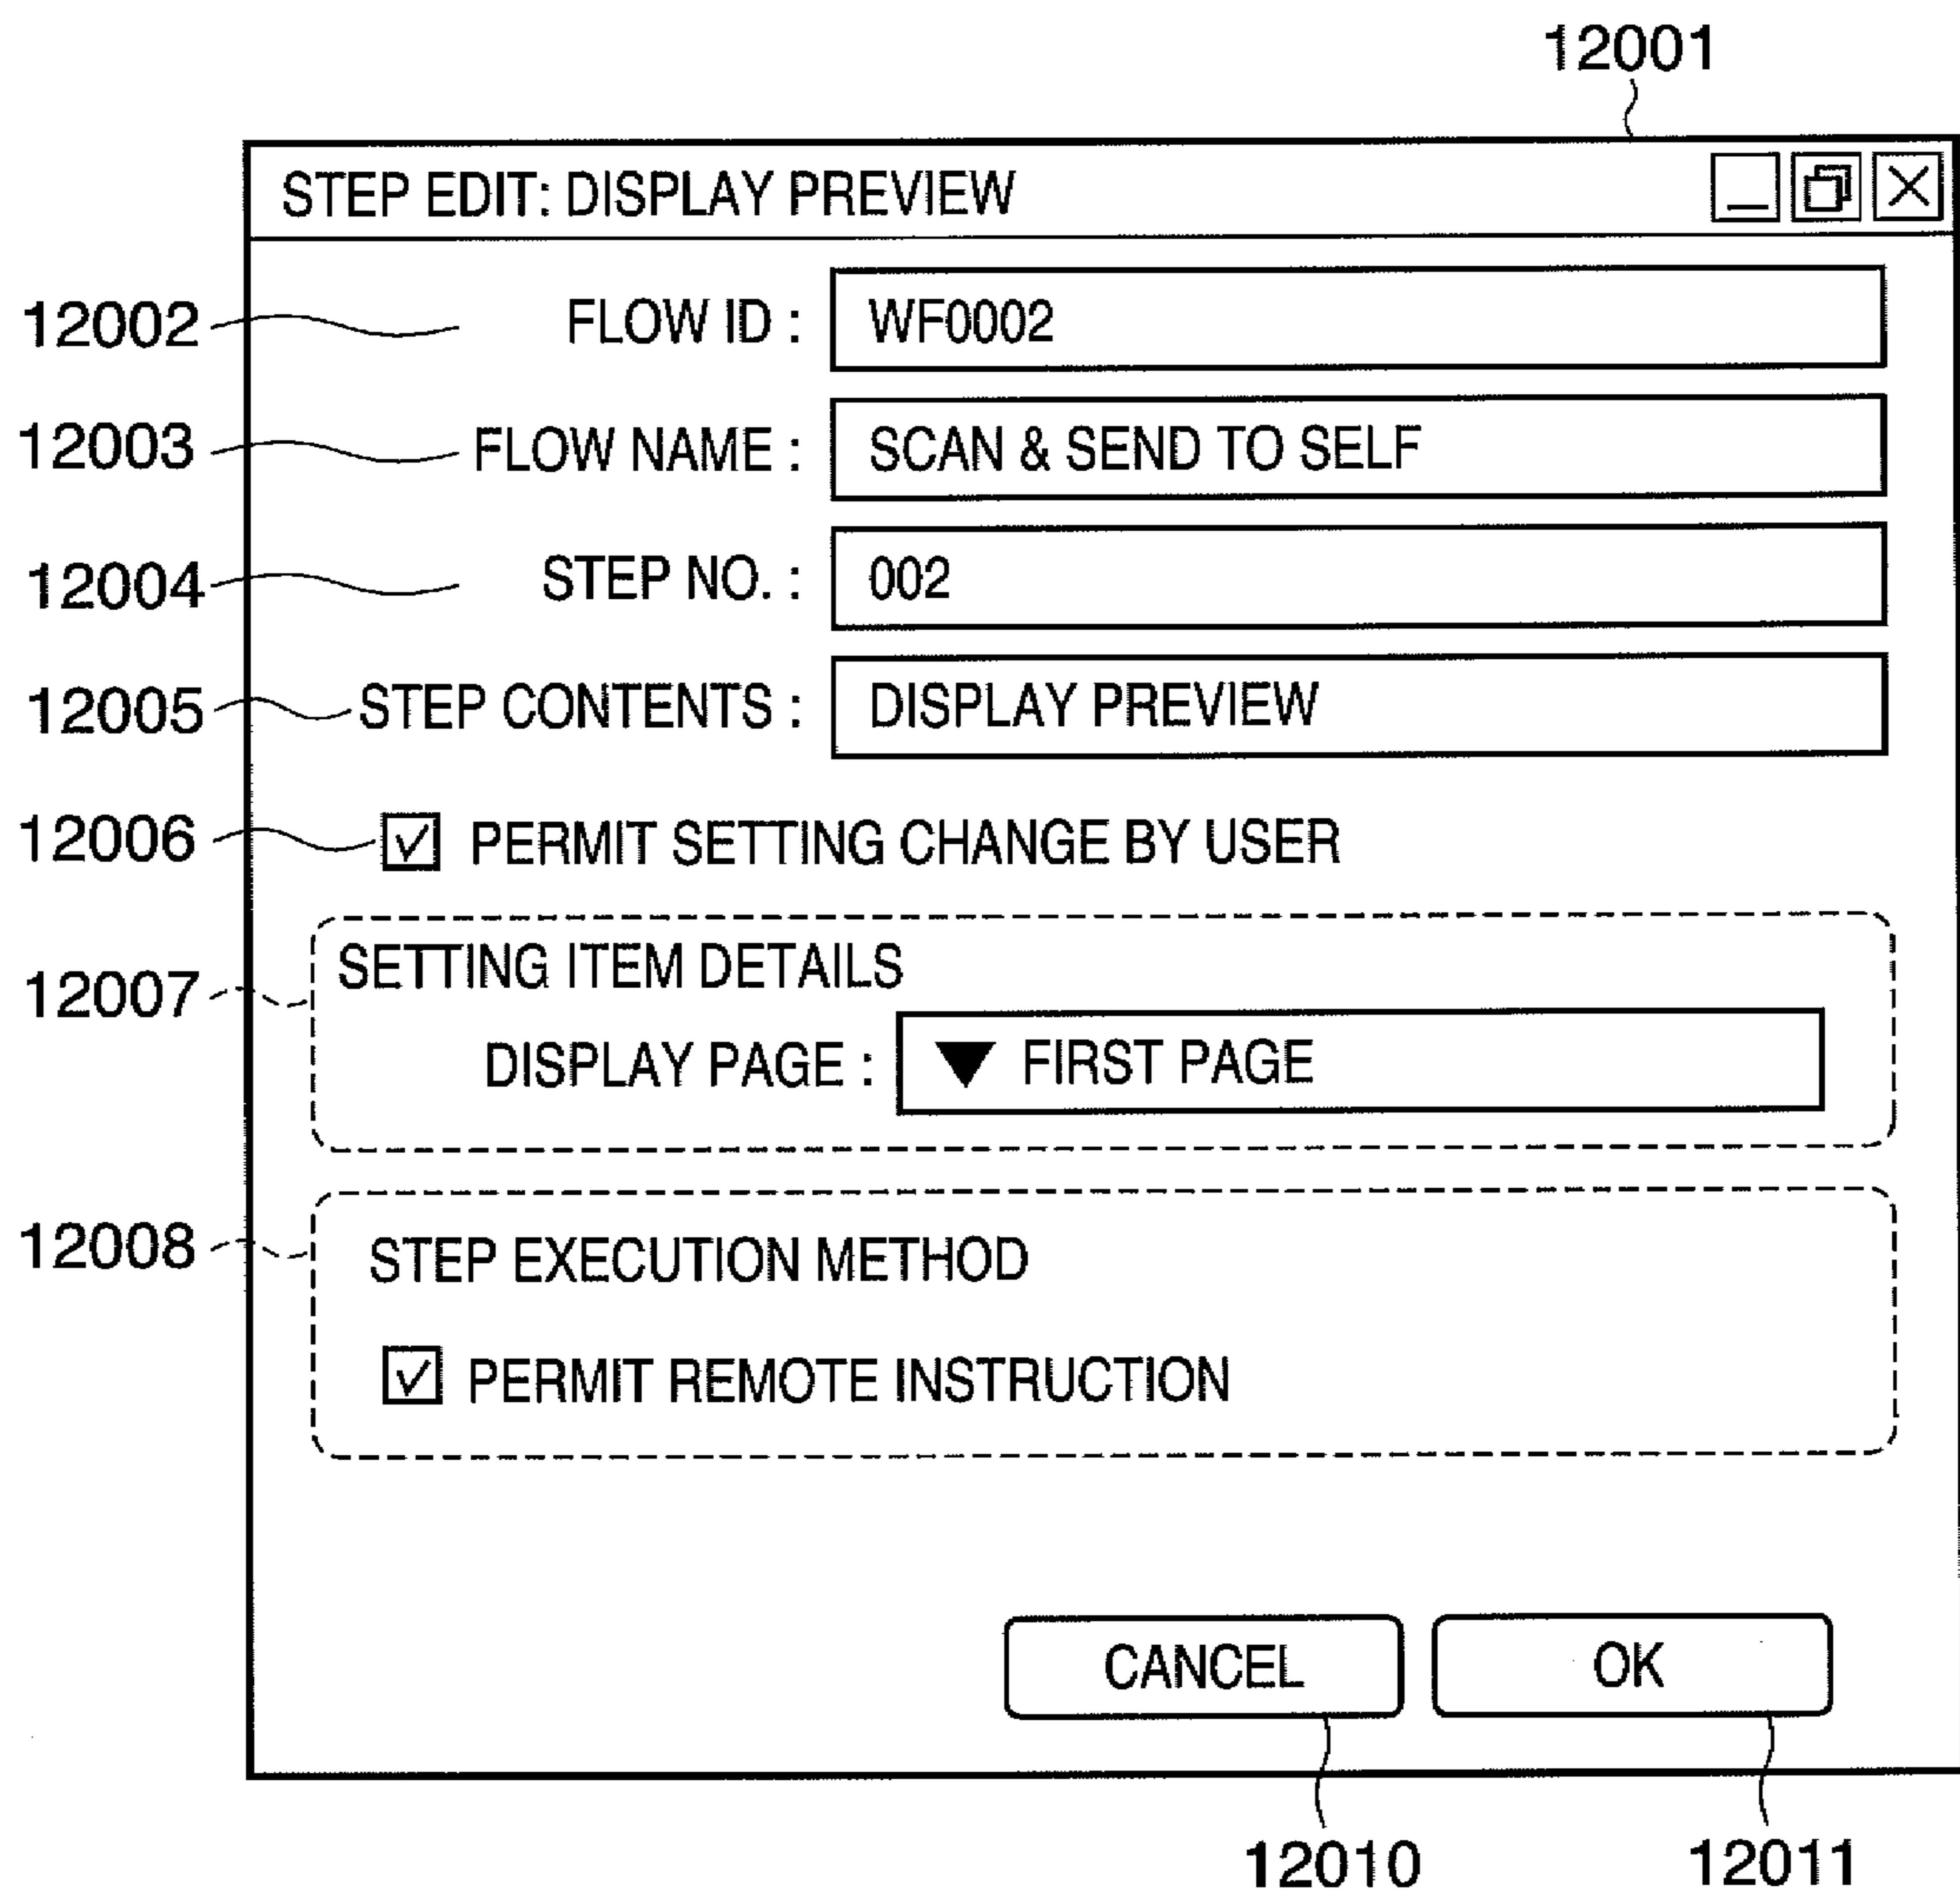 12001
STEP EDIT: DISPLAY PREVIEW
12002 FLOW ID : WF0002
12003 FLOW NAME : SCAN & SEND TO SELF
12004 STEP NO. : 002
12005 STEP CONTENTS : DISPLAY PREVIEW
12006 PERMIT SETTING CHANGE BY USER
SETTING ITEM DETAILS
12007
DISPLAY PAGE : ▼ FIRST PAGE
12008 STEP EXECUTION METHOD
PERMIT REMOTE INSTRUCTION
CANCEL OK
12010 12011